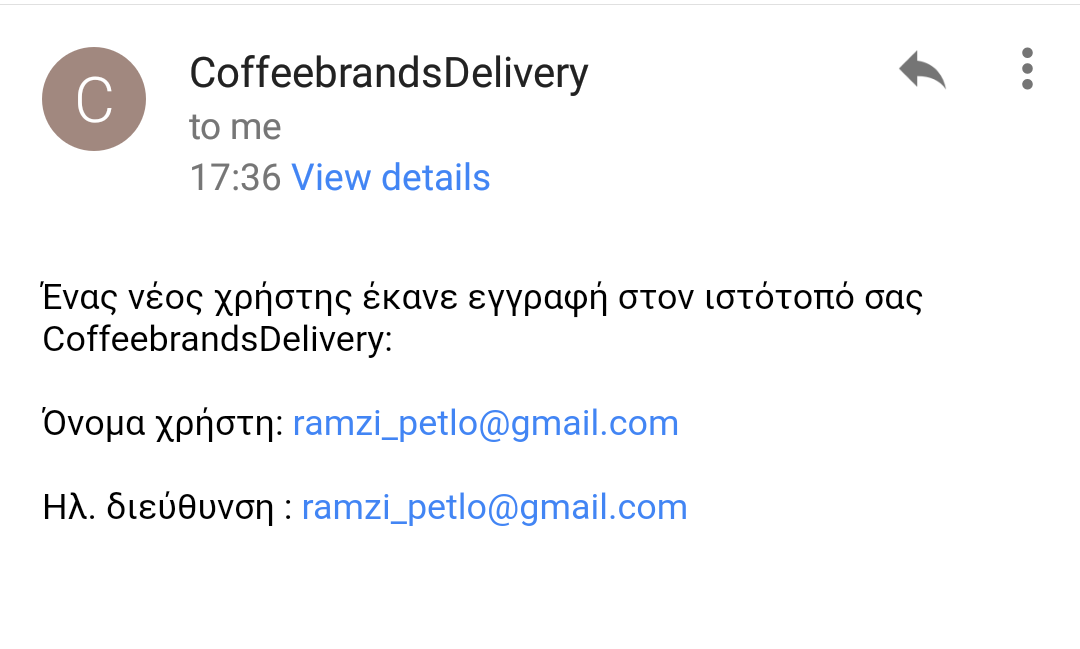 C
CoffeebrandsDelivery
to me
17:36 View details
Ένας νέος χρήστης έκανε εγγραφή στον ιστότοπό σας
CoffeebrandsDelivery:
Όνομα χρήστη: ramzi_petlo@gmail.com
Ηλ. διεύθυνση : ramzi_petlo@gmail.com